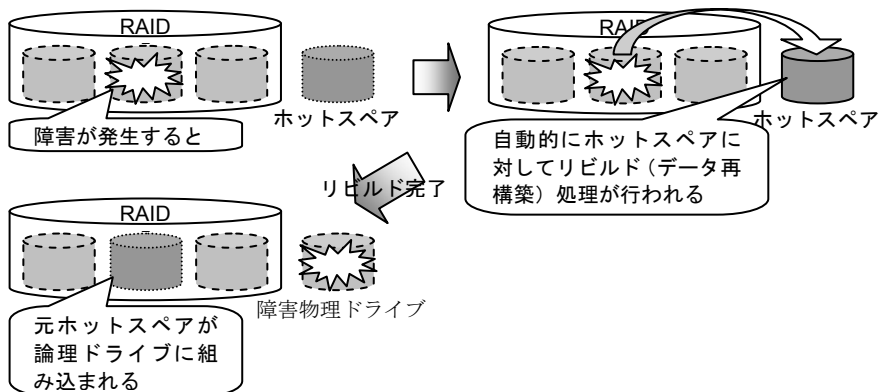 RAID
障害が発生すると
ホットスペア
RAID
ホットスペア
自動的にホットスペアに
対してリビルド（データ再
構築）処理が行われる
リビルド完了
RAID
障害物理ドライブ
元ホットスペアが
論理ドライブに組
み込まれる